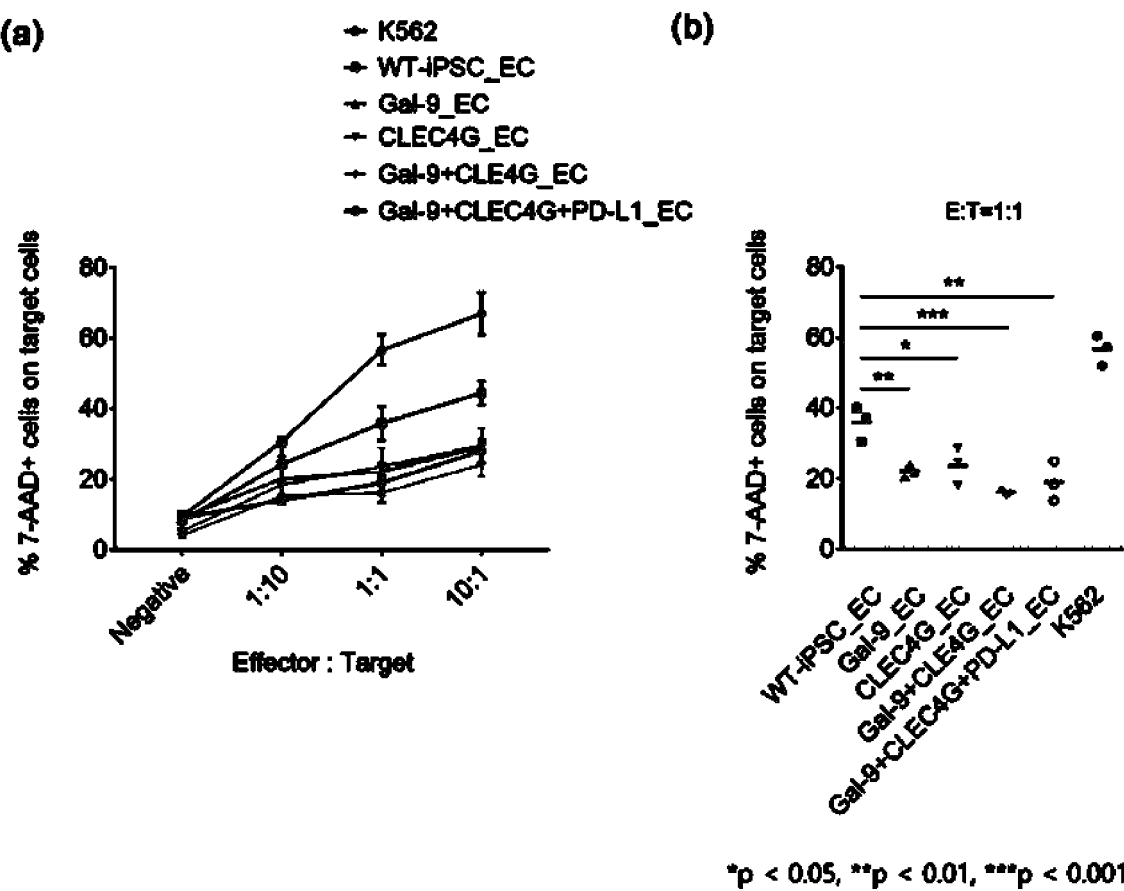 (a)
K562
WT-iPSC_EC
Gal-9_EC
CLEC4G_EC
Gal-9+CLE4G_EC
Gal-9+CLEC4G+PD-L1_EC
% 7-AAD+ cells on target cells
80
60
40
20
0
Negative
1:10
1:1
10:1
Effector : Target
(b)
E:T=1:1
% 7-AAD+ cells on target cells
80
60
40
20
0
**
***
*
**
WT-iPSC_EC
Gal-9_EC
CLEC4G_EC
Gal-9+CLE4G_EC
Gal-9+CLEC4G+PD-L1_EC
K562
*p < 0.05, **p < 0.01, ***p < 0.001